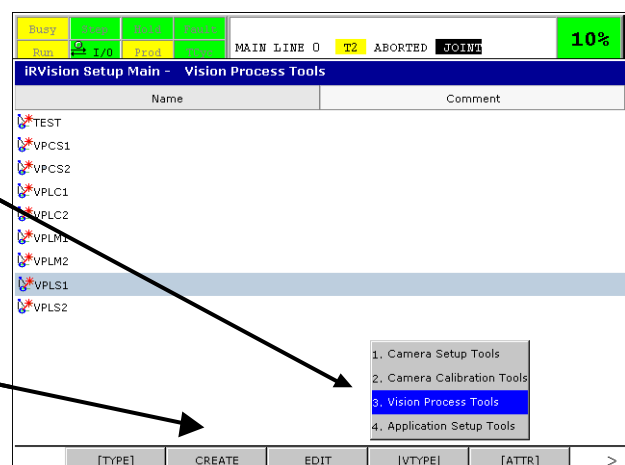 Busy Step Hold Fault
Run I/O Prod TCyc MAIN LINE 0 T2 ABORTED JOINT 10%
iRVision Setup Main - Vision Process Tools
Name Comment
TEST
VPCS1
VPCS2
VPLC1
VPLC2
VPLM1
VPLM2
VPLS1
VPLS2
1. Camera Setup Tools
2. Camera Calibration Tools
3. Vision Process Tools
4. Application Setup Tools
[TYPE] CREATE EDIT |VTYPE| [ATTR] >